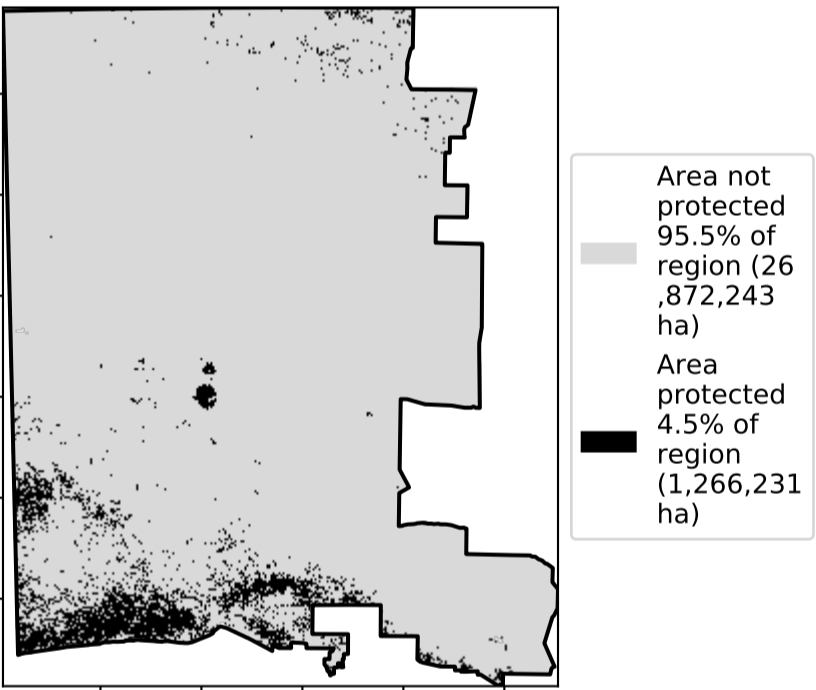 Area not
protected
95.5% of
region (26
,872,243
ha)
Area
protected
4.5% of
region
(1,266,231
ha)